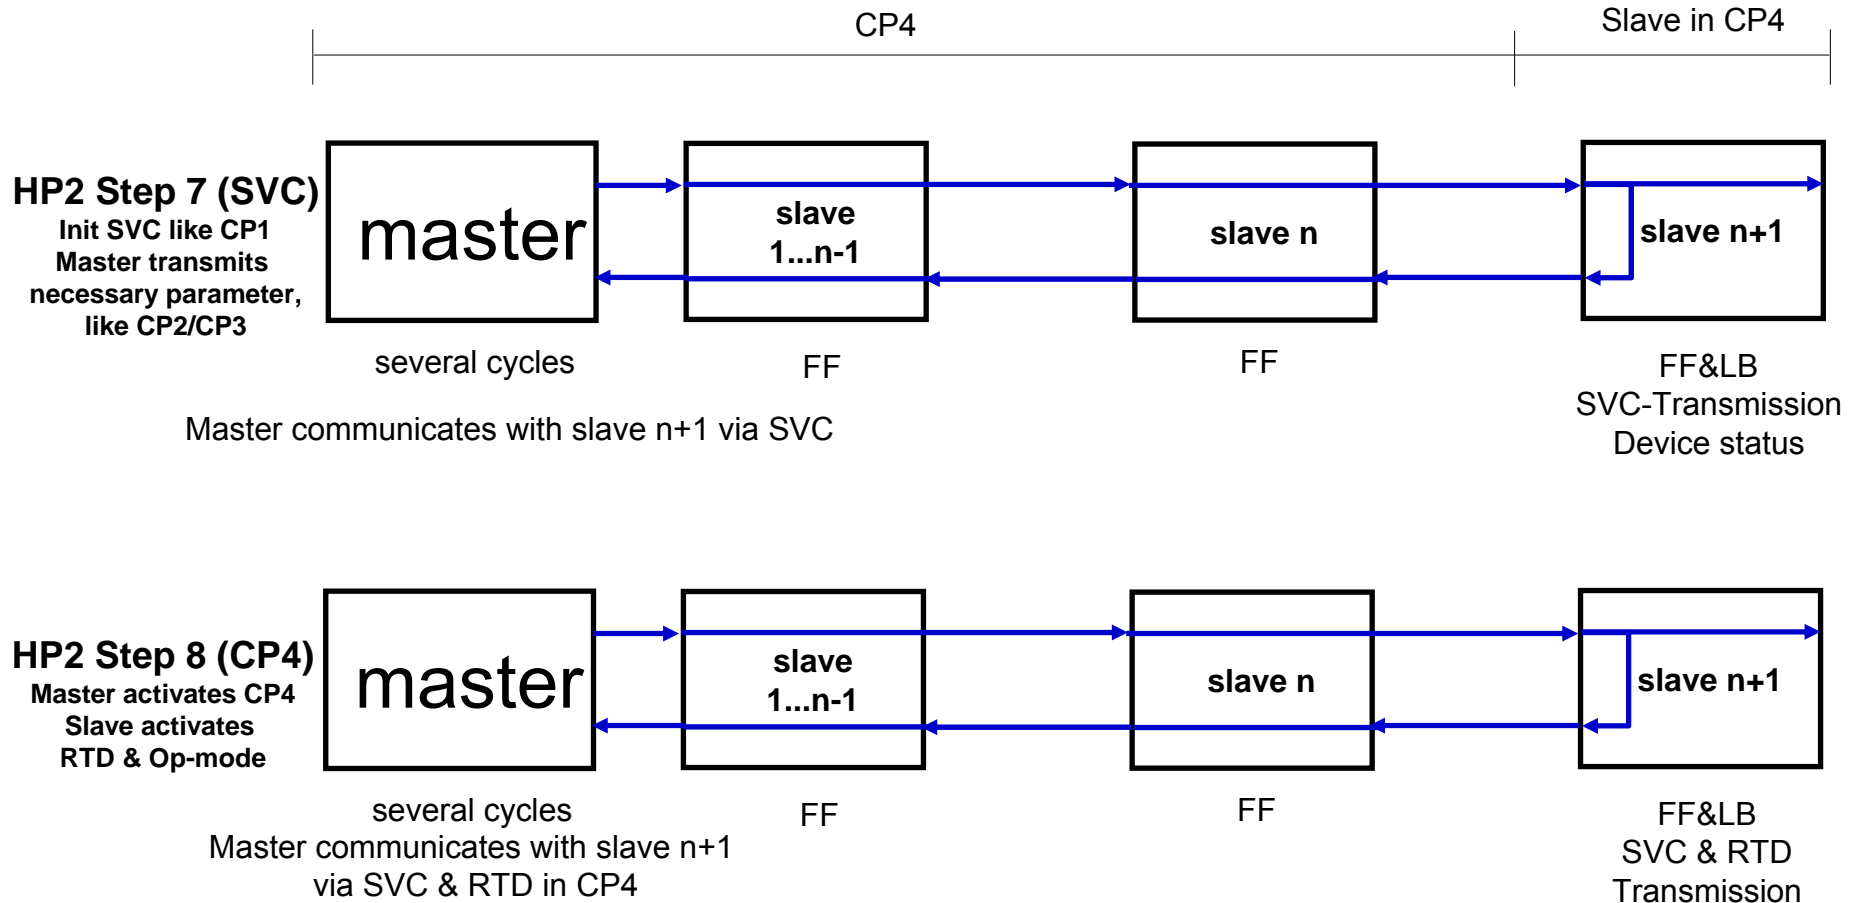 CP4
Slave in CP4
HP2 Step 7 (SVC)
Init SVC like CP1
Master transmits
necessary parameter,
like CP2/CP3
master
slave
1...n-1
slave n
slave n+1
several cycles
FF
FF
FF&LB
SVC-Transmission
Device status
Master communicates with slave n+1 via SVC
HP2 Step 8 (CP4)
Master activates CP4
Slave activates
RTD & Op-mode
master
slave
1...n-1
slave n
slave n+1
several cycles
Master communicates with slave n+1
via SVC & RTD in CP4
FF
FF
FF&LB
SVC & RTD
Transmission